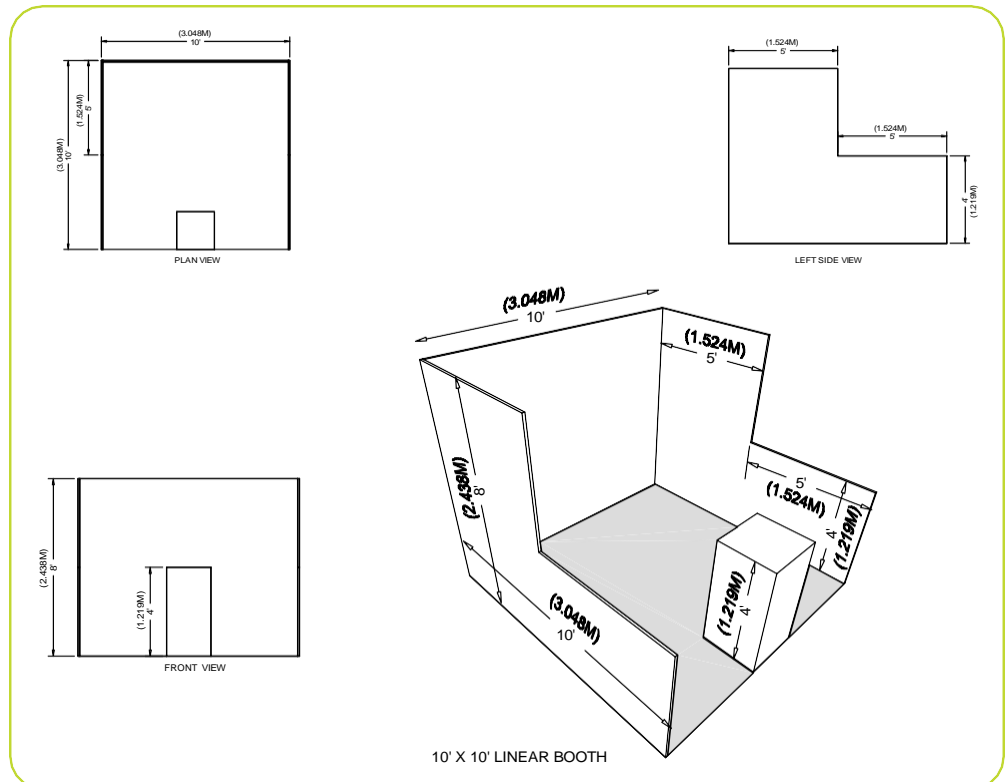 (3.048M)
10'
(1.524M)
5'
(3.048M)
10'
PLAN VIEW
(1.524M)
5'
(1.524M)
5'
4'
(1.219M)
LEFT SIDE VIEW
(3.048M)
10'
(1.524M)
5'
(2.438M)
8'
5'
(1.524M)
4'
(1.219M)
(1.219M)
4'
(3.048M)
10'
(2.438M)
8'
(1.219M)
4'
FRONT VIEW
10' X 10' LINEAR BOOTH